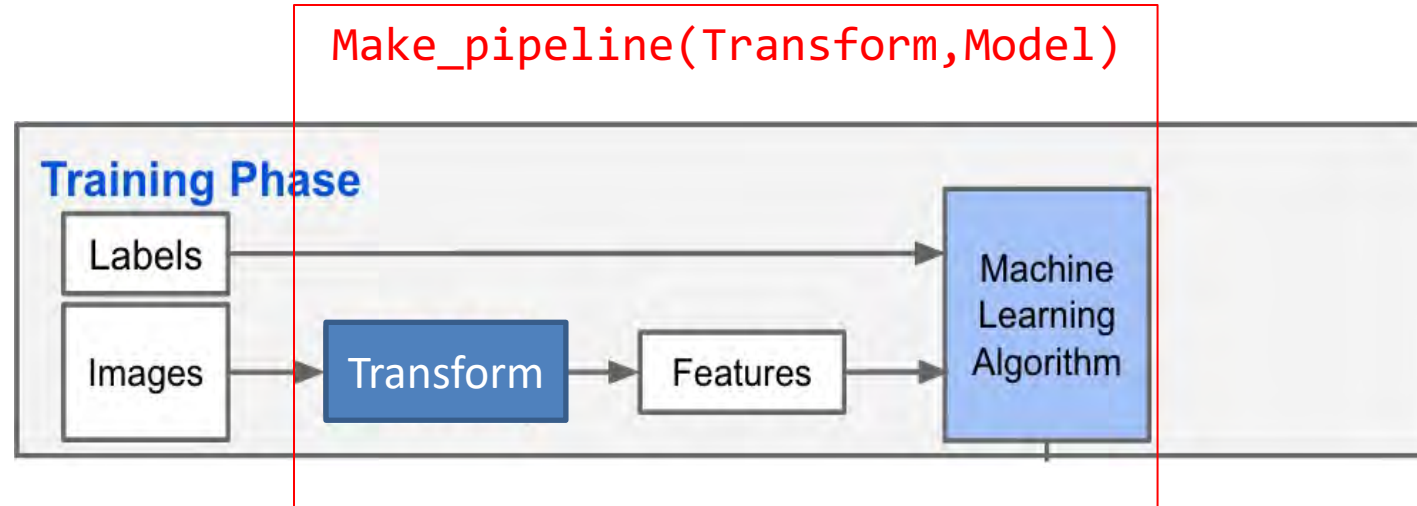 Make_pipeline(Transform,Model)
Training Phase
Labels
Images
Transform
Features
Machine
Learning
Algorithm